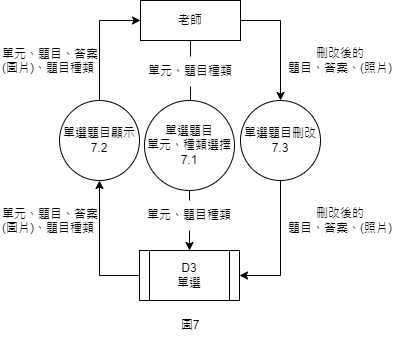 老師
單元、題目、答案
(圖片)、題目種類
單元、題目種類
刪改後的
題目、答案、(照片)
單選題目顯示
7.2
單選題目
單元、種類選擇
7.1
單選題目刪改
7.3
單元、題目、答案
(圖片)、題目種類
單元、題目種類
刪改後的
題目、答案、(照片)
D3
單選
圖7